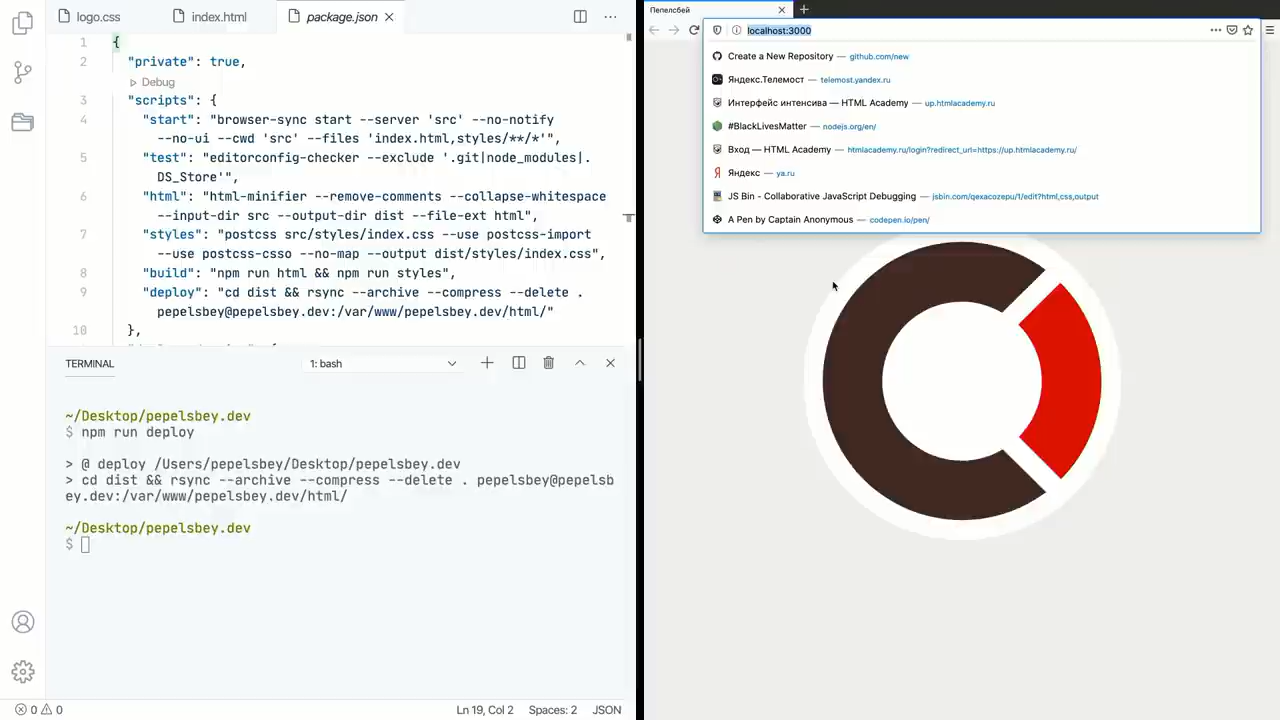 logo.css
index.html
package.json
1 {
2 "private": true,
Debug
3 "scripts": {
4 "start": "browser-sync start --server 'src' --no-notify
--no-ui --cwd 'src' --files 'index.html,styles/**/*'",
5 "test": "editorconfig-checker --exclude '.git|node_modules|.
DS_Store'",
6 "html": "html-minifier --remove-comments --collapse-whitespace
--input-dir src --output-dir dist --file-ext html",
7 "styles": "postcss src/styles/index.css --use postcss-import
--use postcss-csso --no-map --output dist/styles/index.css",
8 "build": "npm run html && npm run styles",
9 "deploy": "cd dist && rsync --archive --compress --delete .
pepelsbey@pepelsbey.dev:/var/www/pepelsbey.dev/html/"
10 },
TERMINAL
1: bash
~/Desktop/pepelsbey.dev
$ npm run deploy
> @ deploy /Users/pepelsbey/Desktop/pepelsbey.dev
> cd dist && rsync --archive --compress --delete . pepelsbey@pepelsb
ey.dev:/var/www/pepelsbey.dev/html/
~/Desktop/pepelsbey.dev
$
0 0
Ln 19, Col 2
Spaces: 2
JSON
Пепелсбей
localhost:3000
Create a New Repository — github.com/new
Яндекс.Телемост — telemost.yandex.ru
Интерфейс интенсива — HTML Academy — up.htmlacademy.ru
#BlackLivesMatter — nodejs.org/en/
Вход — HTML Academy — htmlacademy.ru/login?redirect_url=https://up.htmlacademy.ru/
Яндекс — ya.ru
JS Bin - Collaborative JavaScript Debugging — jsbin.com/qexacozepu/1/edit?html,css,output
A Pen by Captain Anonymous — codepen.io/pen/